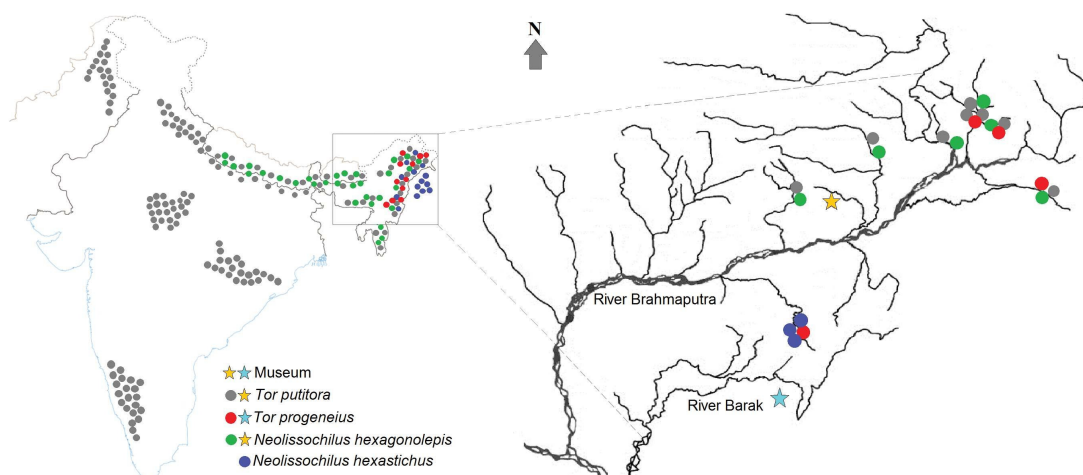 N
River Brahmaputra
River Barak
Museum
Tor putitora
Tor progeneius
Neolissochilus hexagonolepis
Neolissochilus hexastichus